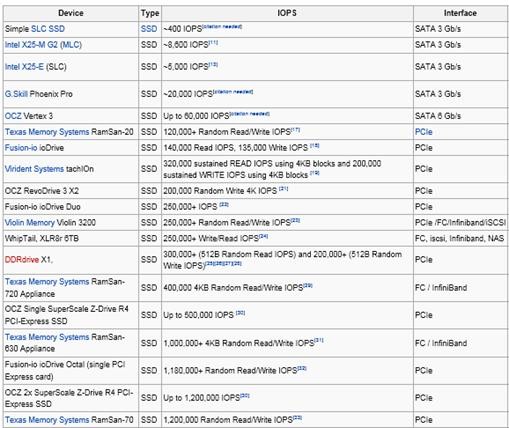 Device Type IOPS Interface
Simple SLC SSD SSD ~400 IOPS[citation needed] SATA 3 Gb/s
Intel X25-M G2 (MLC) SSD ~8,600 IOPS[11] SATA 3 Gb/s
Intel X25-E (SLC) SSD ~5,000 IOPS[13] SATA 3 Gb/s
G.Skill Phoenix Pro SSD ~20,000 IOPS[citation needed] SATA 3 Gb/s
OCZ Vertex 3 SSD Up to 60,000 IOPS[citation needed] SATA 6 Gb/s
Texas Memory Systems RamSan-20 SSD 120,000+ Random Read/Write IOPS[17] PCIe
Fusion-io ioDrive SSD 140,000 Read IOPS, 135,000 Write IOPS [18] PCIe
Virident Systems tachIOn SSD 320,000 sustained READ IOPS using 4KB blocks and 200,000
sustained WRITE IOPS using 4KB blocks [19] PCIe
OCZ RevoDrive 3 X2 SSD 200,000 Random Write 4K IOPS [21] PCIe
Fusion-io ioDrive Duo SSD 250,000+ IOPS [22] PCIe
Violin Memory Violin 3200 SSD 250,000+ Random Read/Write IOPS[23] PCIe /FC/Infiniband/iSCSI
WhipTail, XLR8r 6TB SSD 250,000+ Write/Read IOPS[24] FC, iscsi, Infiniband, NAS
DDRdrive X1, SSD 300,000+ (512B Random Read IOPS) and 200,000+ (512B Random
Write IOPS)[25][26][27][28] PCIe
Texas Memory Systems RamSan-
720 Appliance SSD 400,000 4KB Random Read/Write IOPS[29] FC / InfiniBand
OCZ Single SuperScale Z-Drive R4
PCI-Express SSD SSD Up to 500,000 IOPS [30] PCIe
Texas Memory Systems RamSan-
630 Appliance SSD 1,000,000+ 4KB Random Read/Write IOPS[31] FC / InfiniBand
Fusion-io ioDrive Octal (single PCI
Express card) SSD 1,180,000+ Random Read/Write IOPS[32] PCIe
OCZ 2x SuperScale Z-Drive R4 PCI-
Express SSD SSD Up to 1,200,000 IOPS[30] PCIe
Texas Memory Systems RamSan-70 SSD 1,200,000 Random Read/Write IOPS[33] PCIe